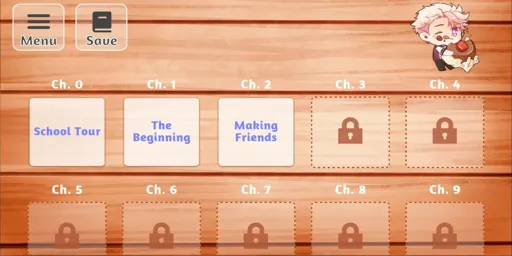 Menu
Save
Ch. 0
Ch. 1
Ch. 2
Ch. 3
Ch. 4
School Tour
The
Beginning
Making
Friends
Ch. 5
Ch. 6
Ch. 7
Ch. 8
Ch. 9